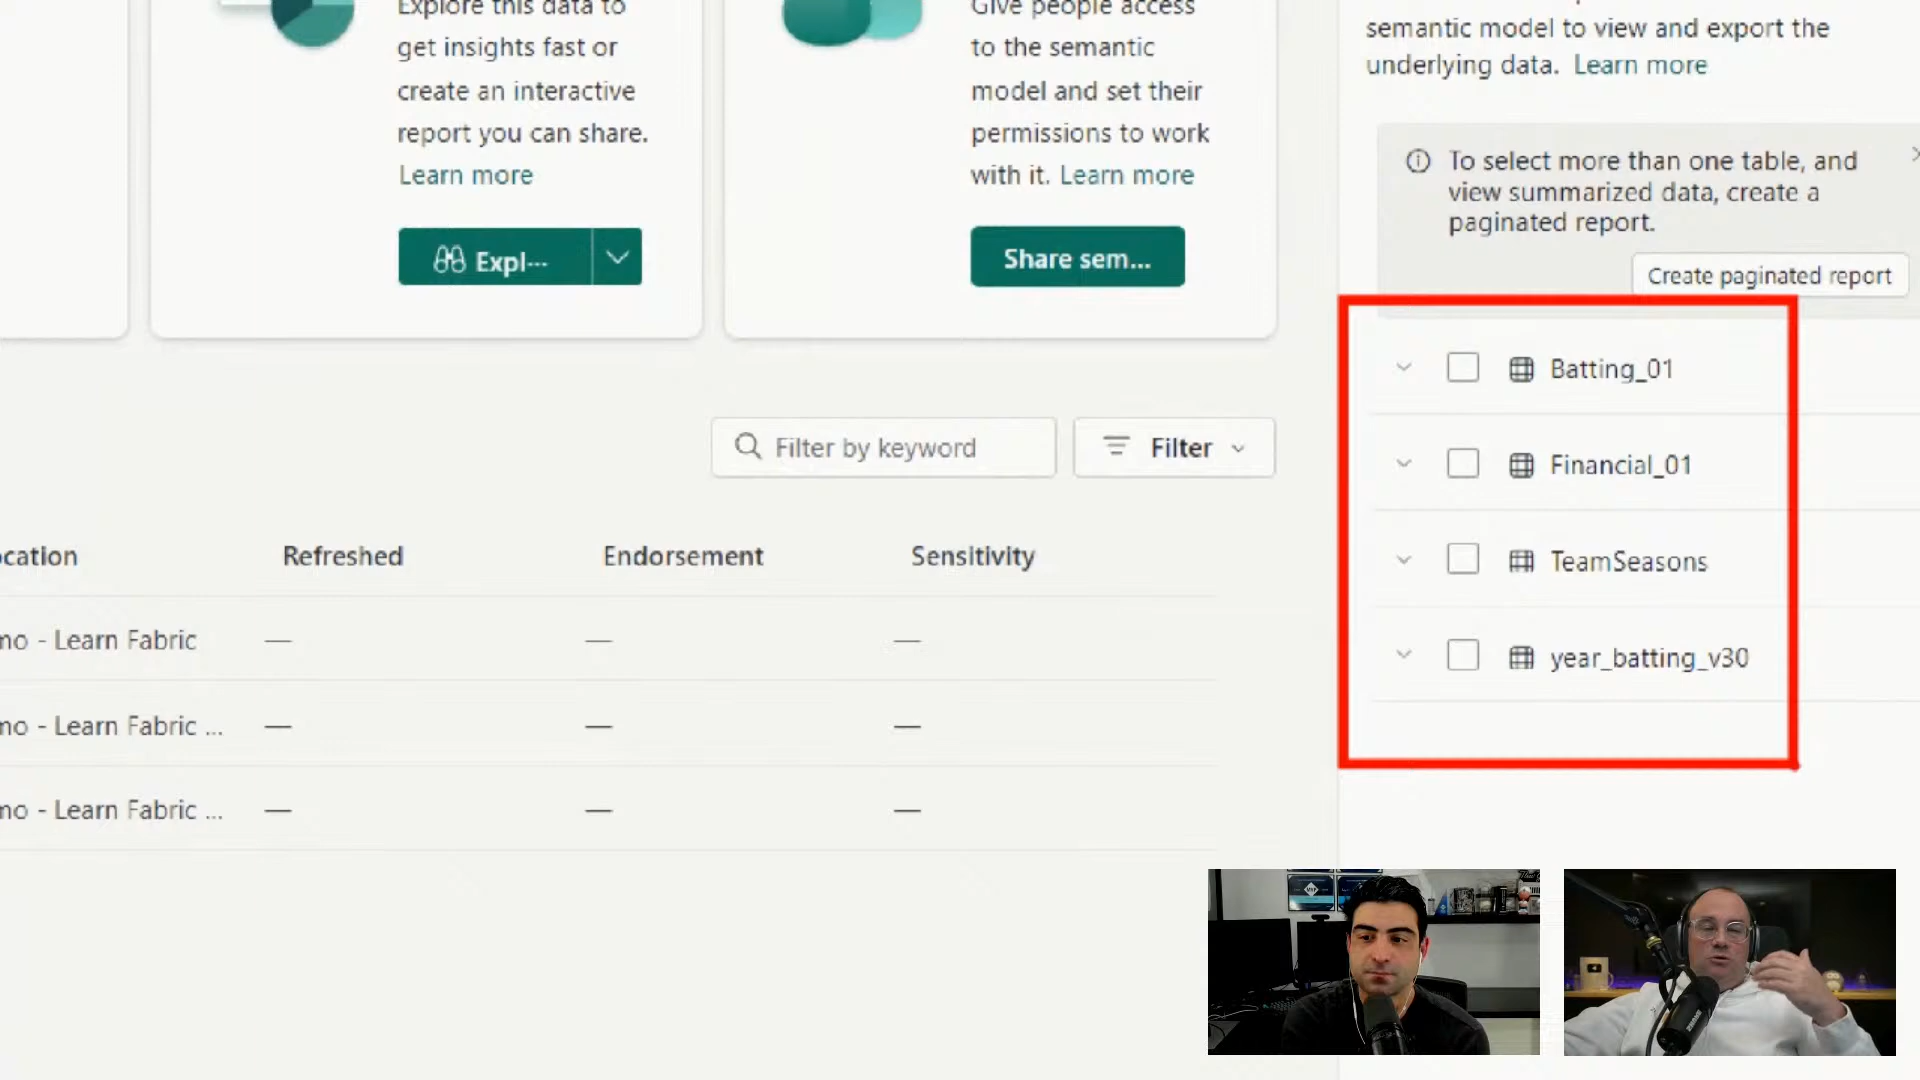 Explore this data to
get insights fast or
create an interactive
report you can share.
Learn more
Expl...
Give people access
to the semantic
model and set their
permissions to work
with it. Learn more
Share sem...
semantic model to view and export the
underlying data. Learn more
To select more than one table, and
view summarized data, create a
paginated report.
Create paginated report
Batting_01
Financial_01
TeamSeasons
year_batting_v30
Filter by keyword
Filter
ocation Refreshed Endorsement Sensitivity
mo - Learn Fabric — — —
mo - Learn Fabric ... — — —
mo - Learn Fabric ... — — —